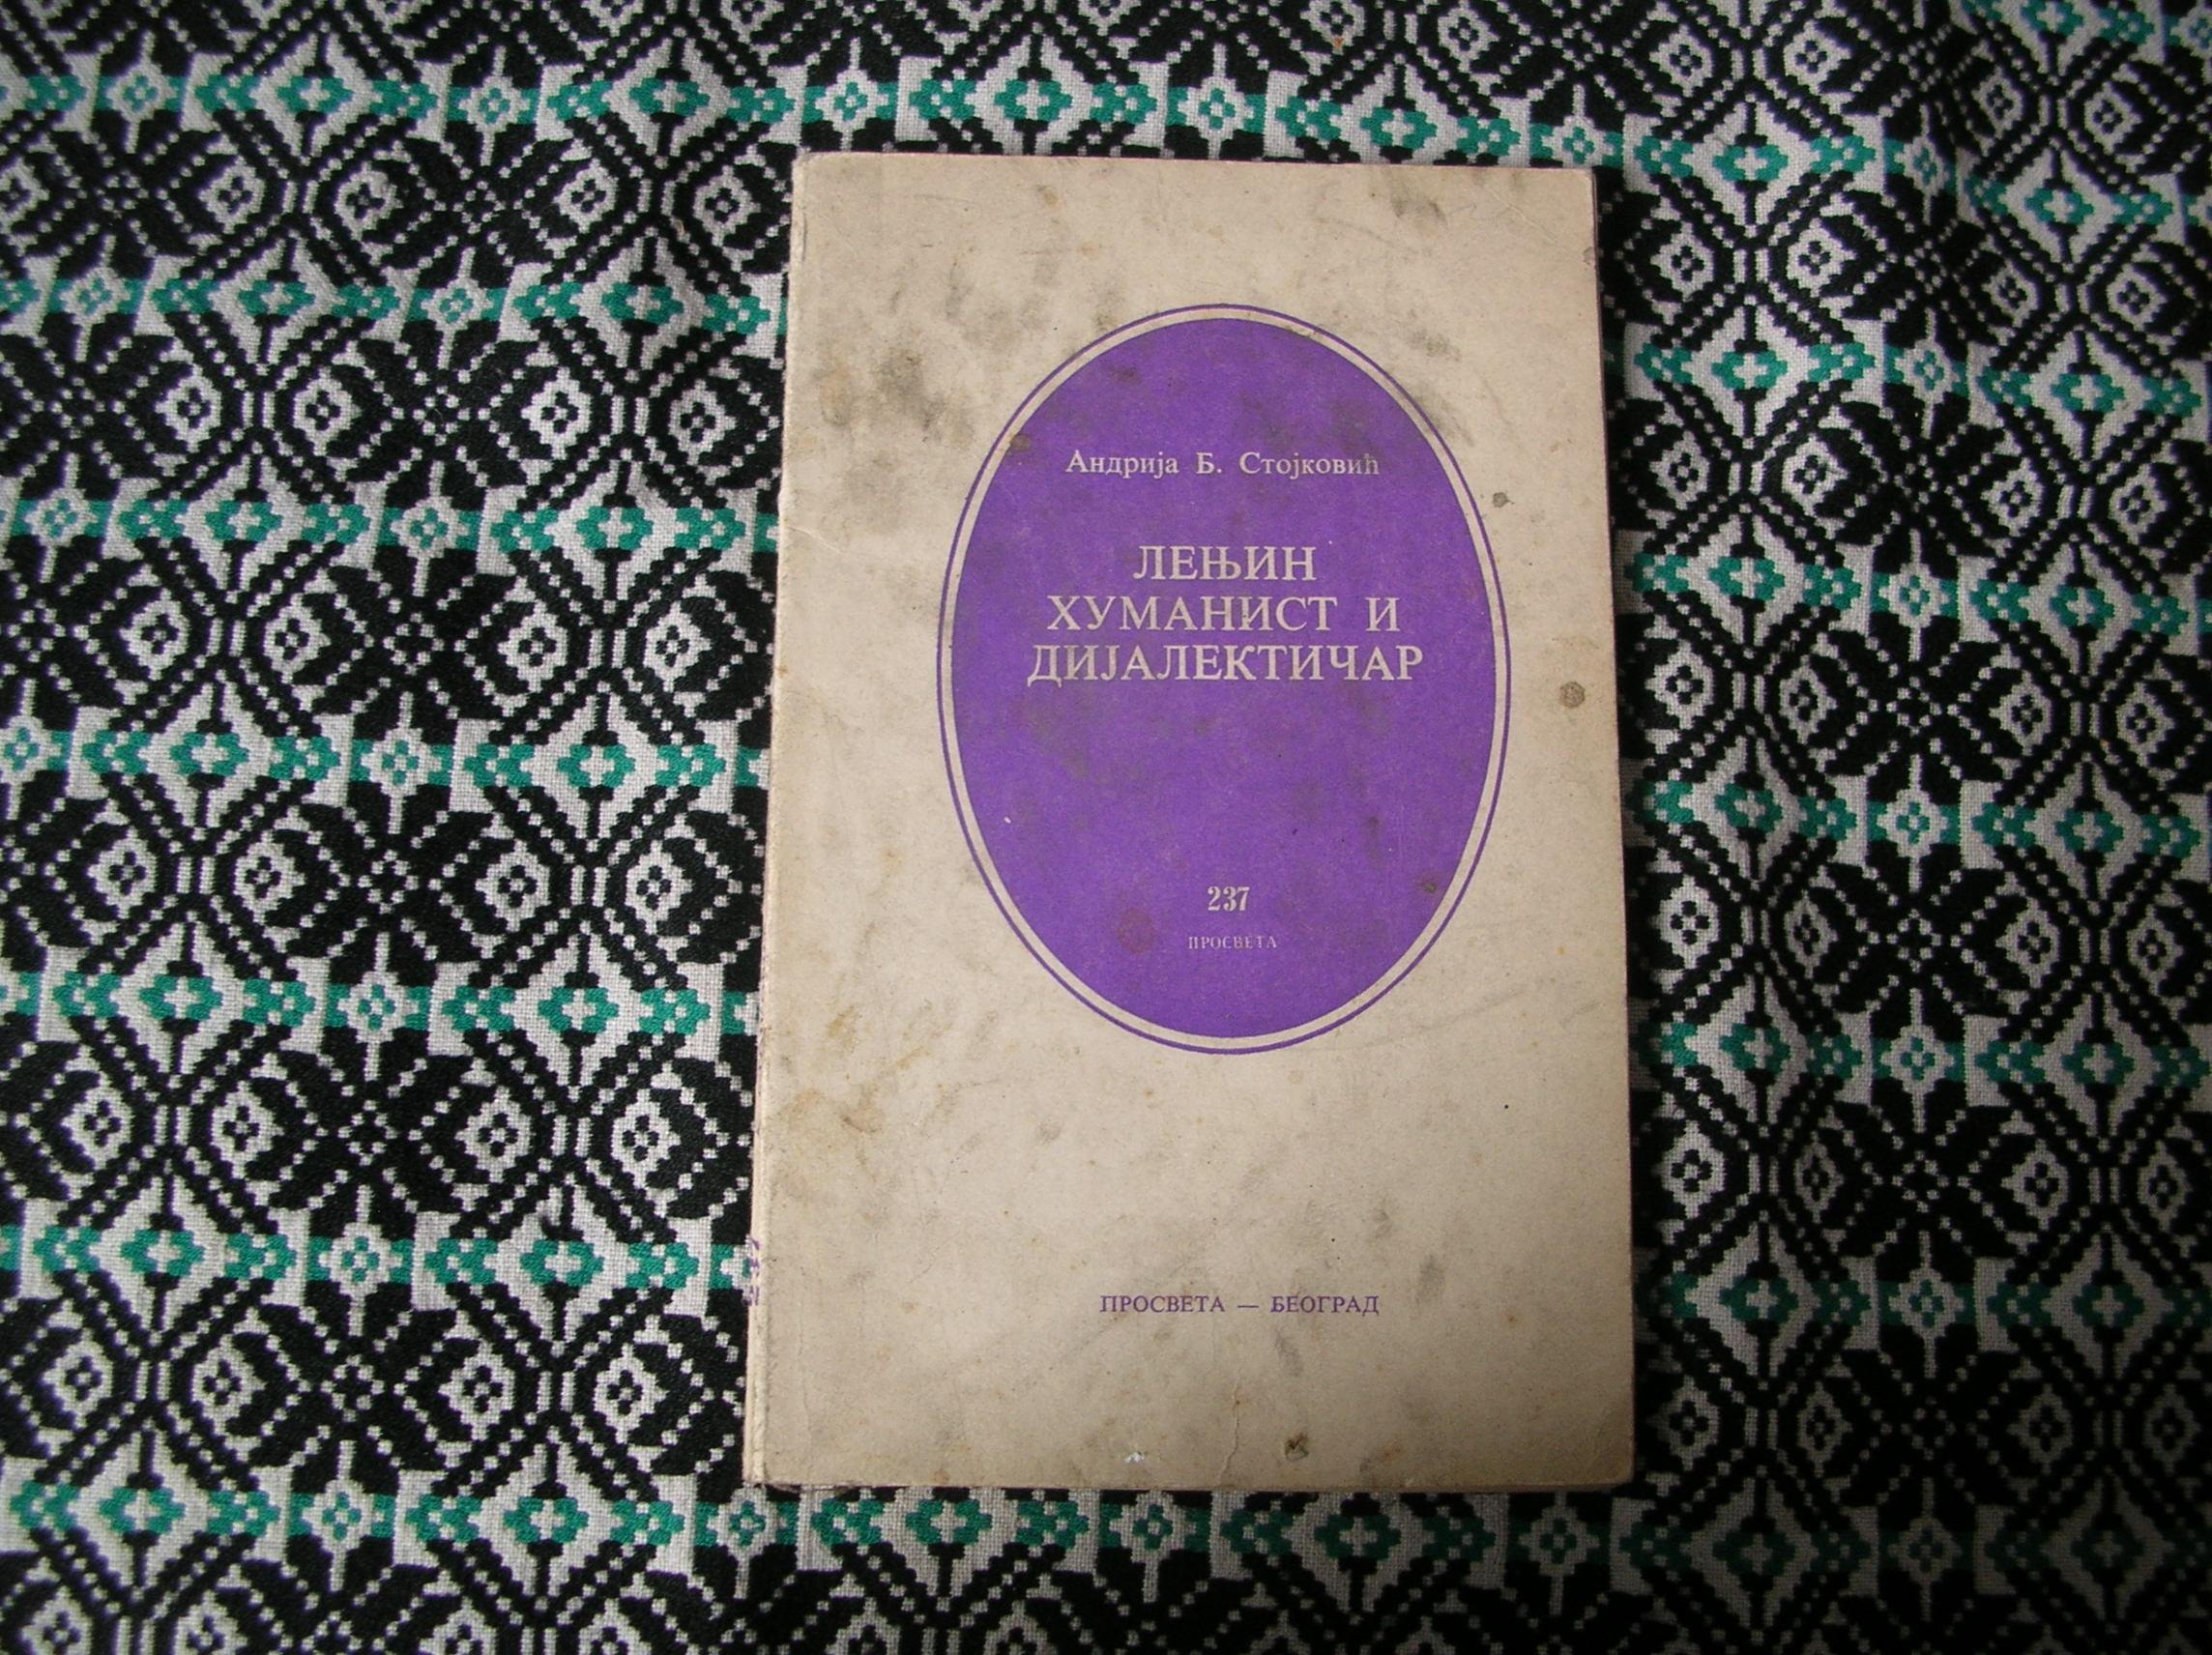 Андрија Б. Стојковић
ЛЕЊИН
ХУМАНИСТ И
ДИЈАЛЕКТИЧАР
237
ПРОСВЕТА
ПРОСВЕТА — БЕОГРАД